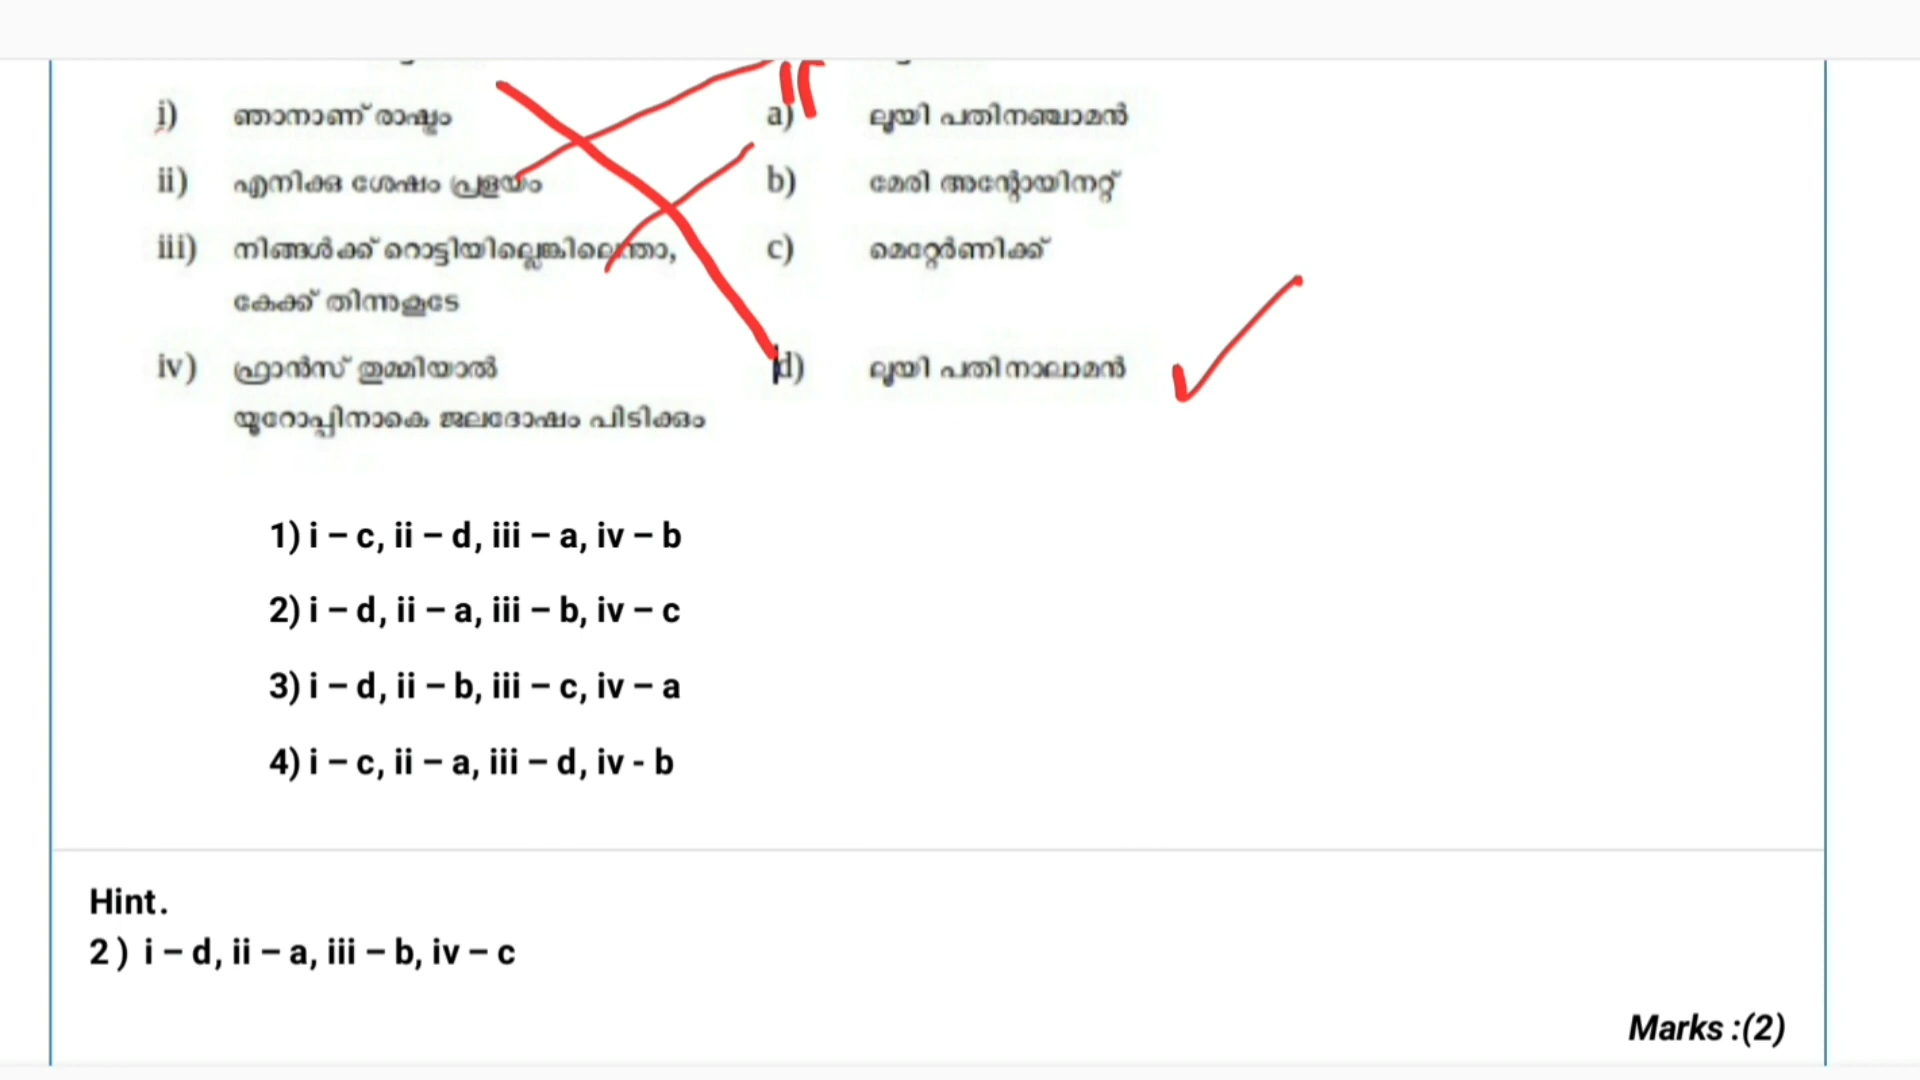 i) ഞാനാണ് രാഷ്ട്രം a) ലൂയി പതിനഞ്ചാമൻ
ii) എനിക്കു ശേഷം പ്രളയം b) മേരി അന്റോയിനറ്റ്
iii) നിങ്ങൾക്ക് റൊട്ടിയില്ലെങ്കിലെന്താ, c) മെറ്റേർണിക്ക്
കേക്ക് തിന്നുകൂടേ
iv) ഫ്രാൻസ് തുമ്മിയാൽ d) ലൂയി പതിനാലാമൻ
യൂറോപ്പിനാകെ ജലദോഷം പിടിക്കും
1) i – c, ii – d, iii – a, iv – b
2) i – d, ii – a, iii – b, iv – c
3) i – d, ii – b, iii – c, iv – a
4) i – c, ii – a, iii – d, iv - b
Hint.
2 ) i – d, ii – a, iii – b, iv – c
Marks :(2)